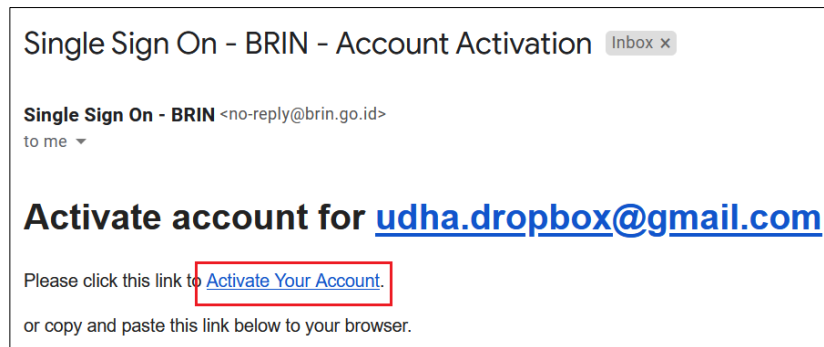 Single Sign On - BRIN - Account Activation Inbox x
Single Sign On - BRIN <no-reply@brin.go.id>
to me
Activate account for udha.dropbox@gmail.com
Please click this link to Activate Your Account.
or copy and paste this link below to your browser.